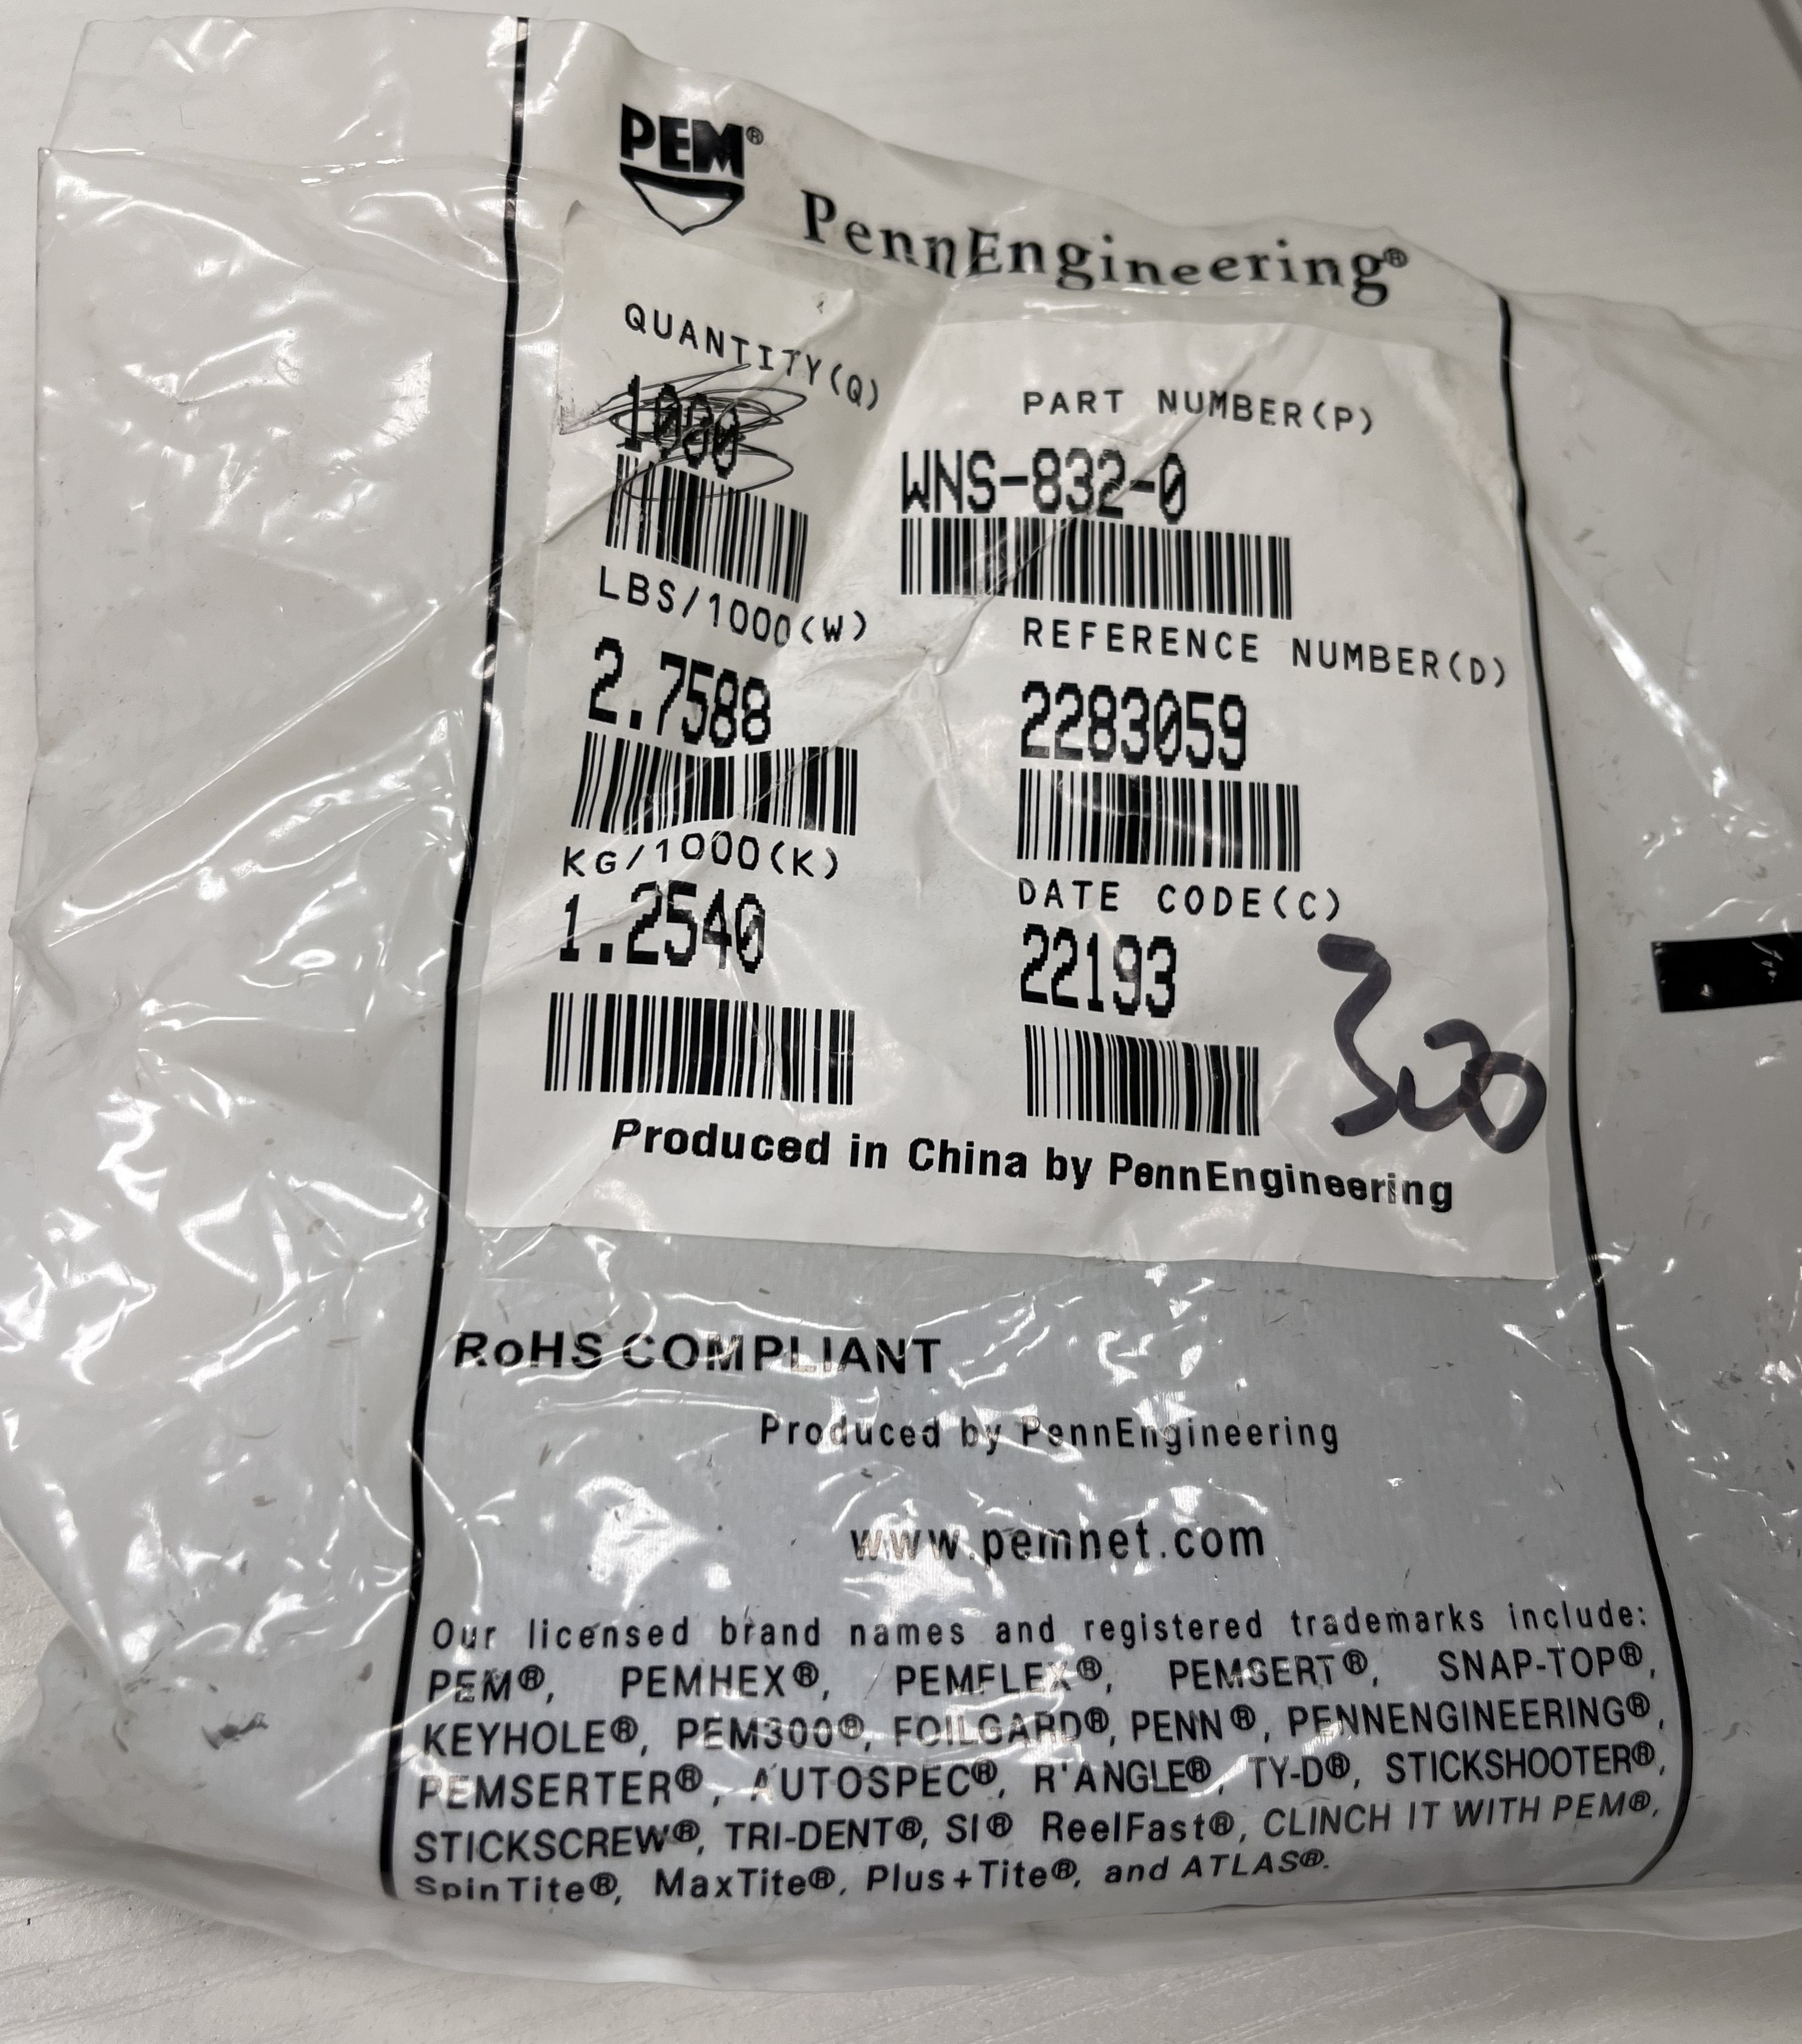 PEM®
PennEngineering®
QUANTITY(Q)
1000
LBS/1000(W)
2.7588
KG/1000(K)
1.2540
PART NUMBER(P)
WNS-832-0
REFERENCE NUMBER(D)
2283059
DATE CODE(C)
22193
300
Produced in China by PennEngineering
RoHS COMPLIANT
Produced by PennEngineering
www.pemnet.com
Our licensed brand names and registered trademarks include:
PEM®, PEMHEX®, PEMFLEX®, PEMSERT®, SNAP-TOP®,
KEYHOLE®, PEM300®, FOILGARD®, PENN®, PENNENGINEERING®,
PEMSERTER®, AUTOSPEC®, R'ANGLE®, TY-D®, STICKSHOOTER®,
STICKSCREW®, TRI-DENT®, SI® ReelFast®, CLINCH IT WITH PEM®,
SpinTite®, MaxTite®, Plus+Tite®, and ATLAS®.